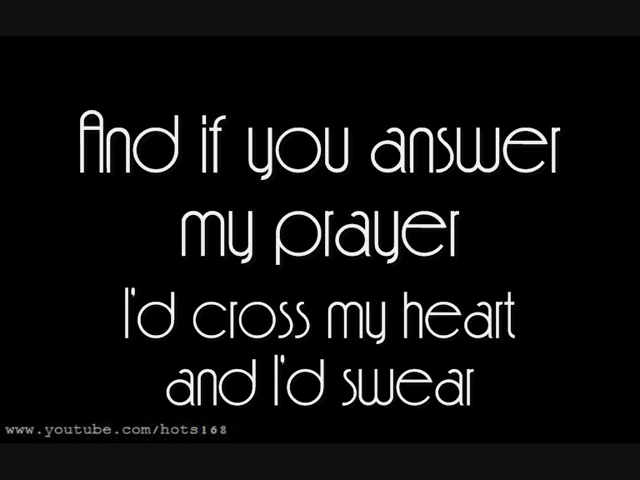 And if you answer
my prayer
I'd cross my heart
and I'd swear
www.youtube.com/hots168